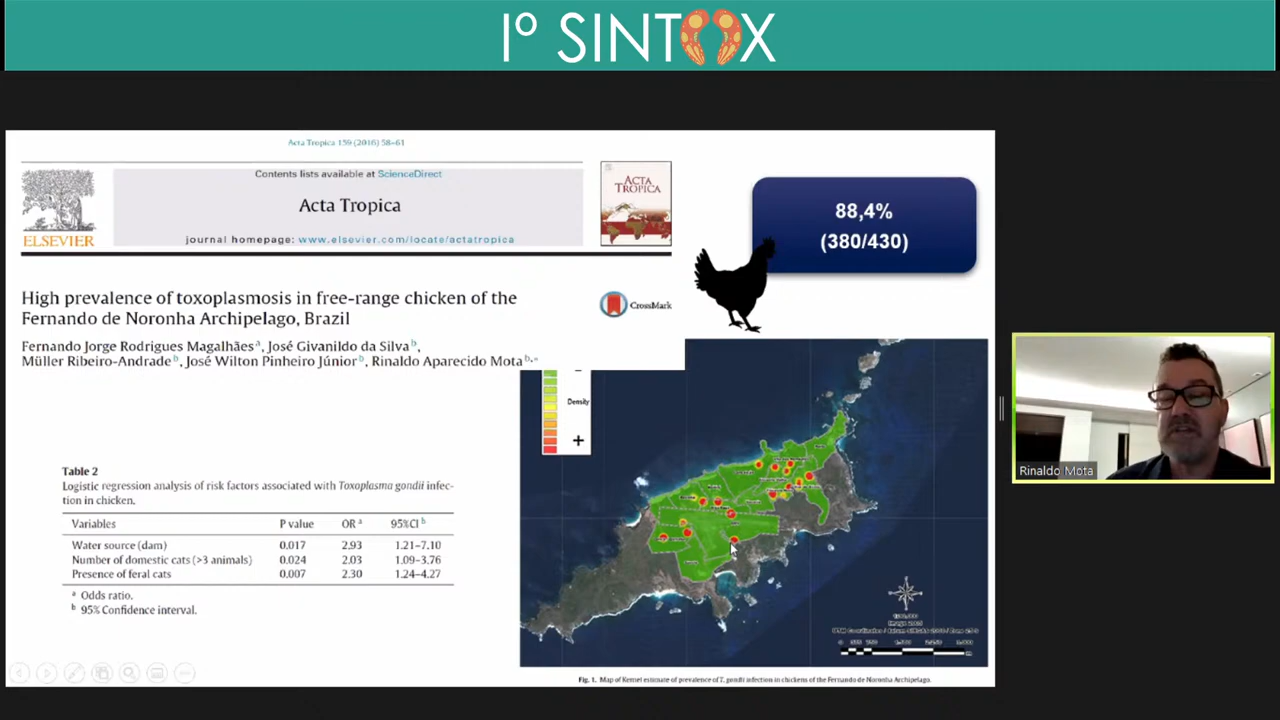 Iº SINTOX
Acta Tropica 159 (2016) 58–61
Contents lists available at ScienceDirect
Acta Tropica
journal homepage: www.elsevier.com/locate/actatropica
ELSEVIER
ACTA
TROPICA
88,4%
(380/430)
High prevalence of toxoplasmosis in free-range chicken of the
Fernando de Noronha Archipelago, Brazil
CrossMark
Fernando Jorge Rodrigues Magalhães a, José Givanildo da Silva b,
Müller Ribeiro-Andrade b, José Wilton Pinheiro Júnior b, Rinaldo Aparecido Mota b,*
Density
+
Table 2
Logistic regression analysis of risk factors associated with Toxoplasma gondii infec-
tion in chicken.
Variables P value OR a 95%CI b
Water source (dam) 0.017 2.93 1.21–7.10
Number of domestic cats (>3 animals) 0.024 2.03 1.09–3.76
Presence of feral cats 0.007 2.30 1.24–4.27
a Odds ratio.
b 95% Confidence interval.
Fig. 1. Map of Kernel estimate of prevalence of T. gondii infection in chickens of the Fernando de Noronha Archipelago.
Rinaldo Mota